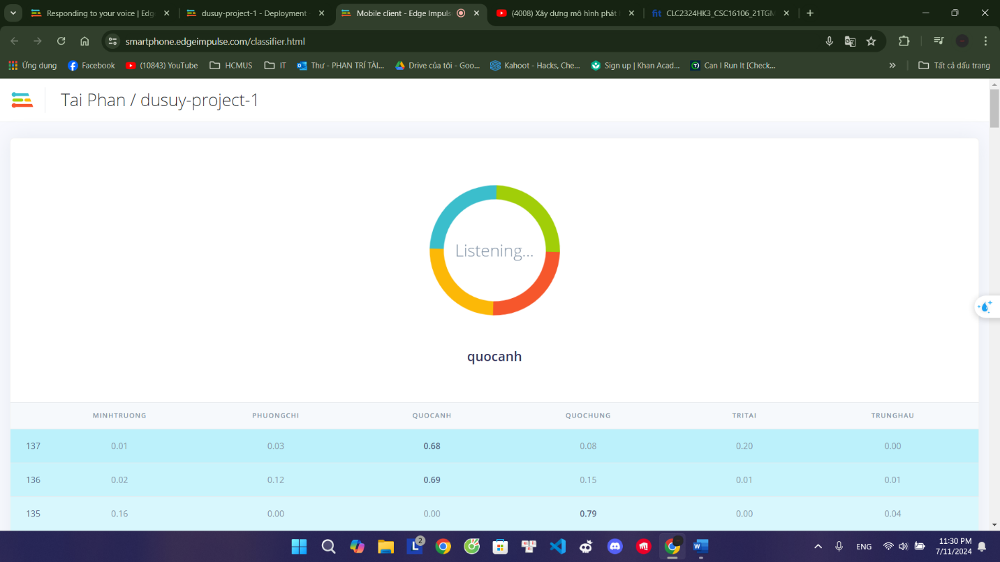 Responding to your voice | Edg
dusuy-project-1 - Deployment
Mobile client - Edge Impuls
(4008) Xây dựng mô hình phát
fit CLC2324HK3_CSC16106_21TGM
smartphone.edgeimpulse.com/classifier.html
Ứng dụng
Facebook
(10843) YouTube
HCMUS
IT
Thư - PHAN TRÍ TÀI...
Drive của tôi - Goo...
Kahoot - Hacks, Che...
Sign up | Khan Acad...
Can I Run It [Check...
Tất cả dấu trang
Tai Phan / dusuy-project-1
Listening...
quocanh
MINHTRUONG PHUONGCHI QUOCANH QUOCHUNG TRITAI TRUNGHAU
137 0.01 0.03 0.68 0.08 0.20 0.00
136 0.02 0.12 0.69 0.15 0.01 0.01
135 0.16 0.00 0.00 0.79 0.00 0.04
L 2
ENG
11:30 PM
7/11/2024